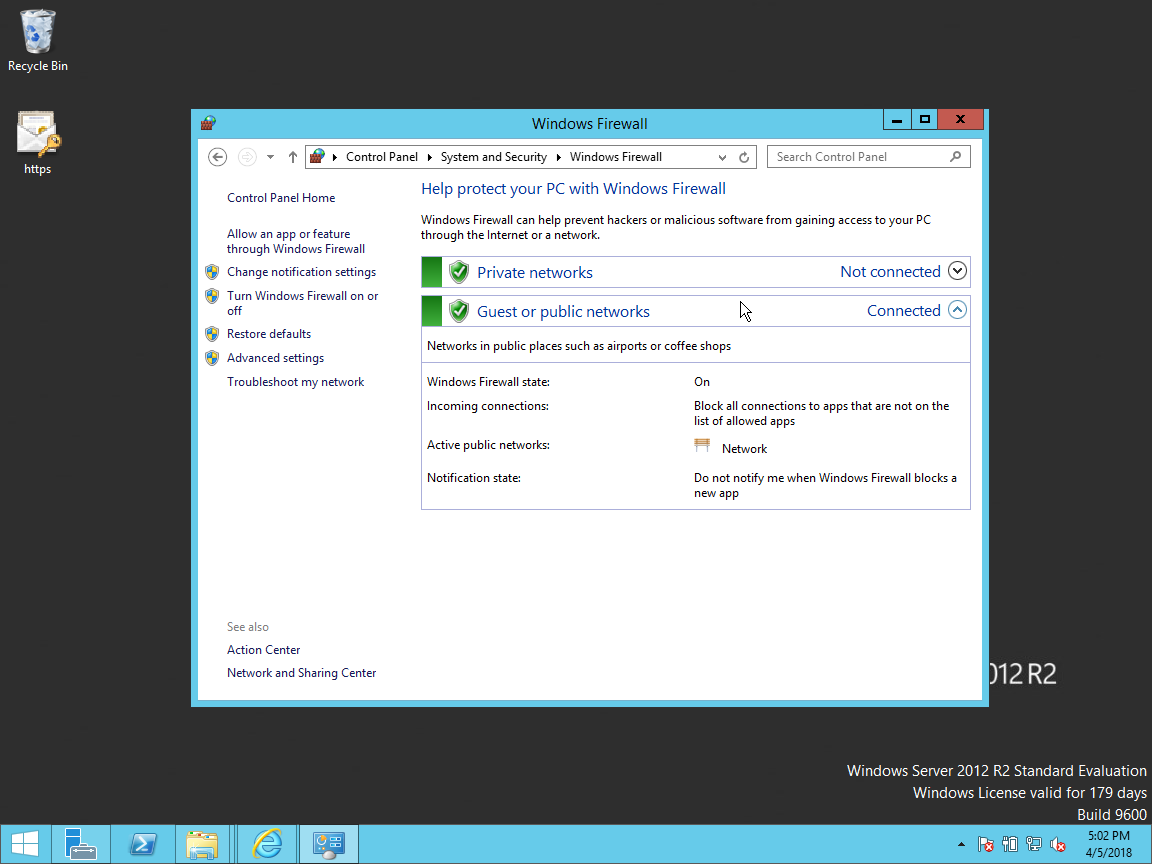 Recycle Bin
https
Windows Firewall
Control Panel
System and Security
Windows Firewall
Search Control Panel
Control Panel Home
Allow an app or feature
through Windows Firewall
Change notification settings
Turn Windows Firewall on or
off
Restore defaults
Advanced settings
Troubleshoot my network
See also
Action Center
Network and Sharing Center
Help protect your PC with Windows Firewall
Windows Firewall can help prevent hackers or malicious software from gaining access to your PC
through the Internet or a network.
Private networks
Not connected
Guest or public networks
Connected
Networks in public places such as airports or coffee shops
Windows Firewall state:
On
Incoming connections:
Block all connections to apps that are not on the
list of allowed apps
Active public networks:
Network
Notification state:
Do not notify me when Windows Firewall blocks a
new app
012 R2
Windows Server 2012 R2 Standard Evaluation
Windows License valid for 179 days
Build 9600
5:02 PM
4/5/2018